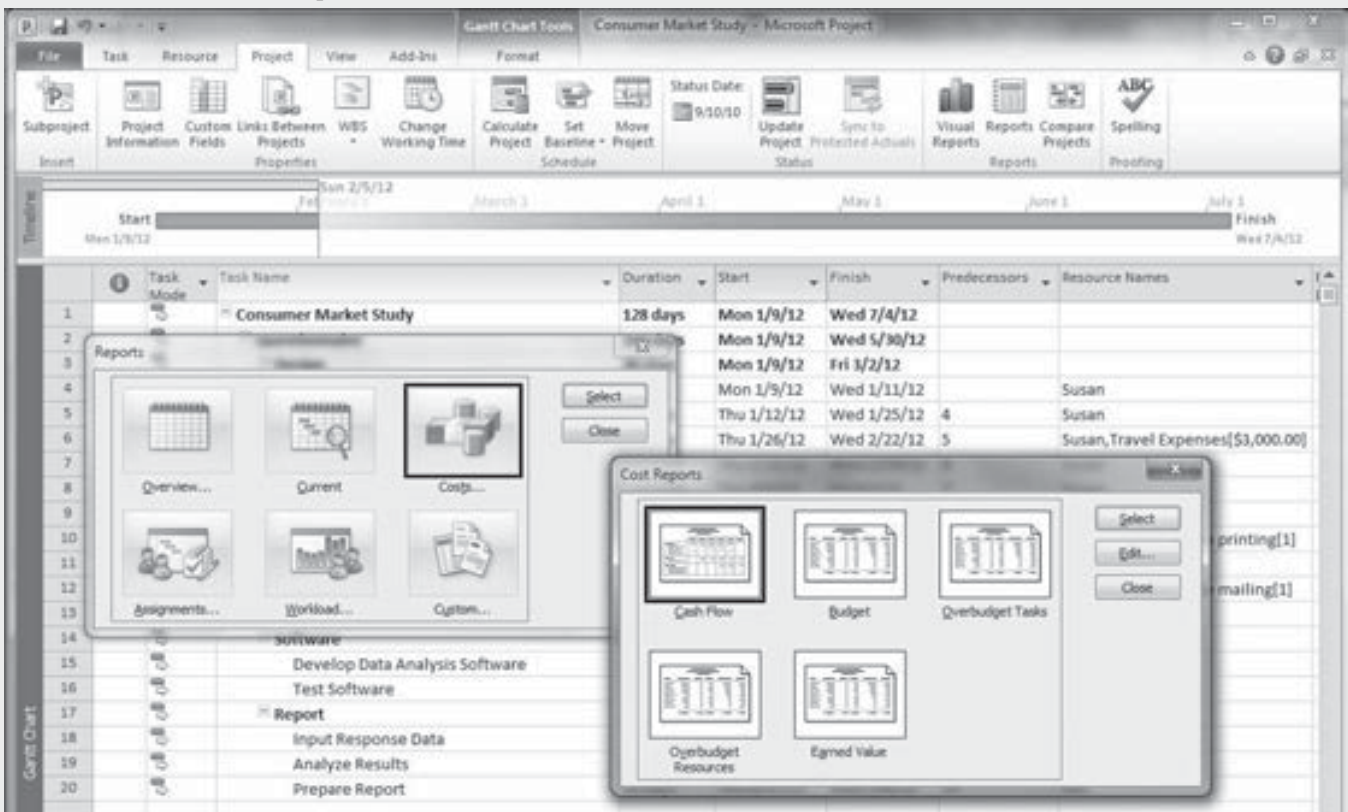 Gantt Chart Tools
Consumer Market Study - Microsoft Project
File Task Resource Project View Add-Ins Format
Subproject
Project Information
Custom Fields
Links Between Projects
WBS
Change Working Time
Calculate Project
Set Baseline
Move Project
Status Date:
9/10/10
Update Project
Sync to Protected Actuals
Visual Reports
Reports
Compare Projects
ABC
Spelling
Insert Properties Schedule Status Reports Proofing
Timeline
Sun 2/5/12
March 1 April 1 May 1 June 1 July 1
Start
Mon 1/9/12
Finish
Wed 7/4/12
Task Mode Task Name Duration Start Finish Predecessors Resource Names
1 Consumer Market Study 128 days Mon 1/9/12 Wed 7/4/12
2 Mon 1/9/12 Wed 5/30/12
3 Mon 1/9/12 Fri 3/2/12
4 Mon 1/9/12 Wed 1/11/12 Susan
5 Thu 1/12/12 Wed 1/25/12 4 Susan
6 Thu 1/26/12 Wed 2/22/12 5 Susan,Travel Expenses[$3,000.00]
7
8
9
10 printing[1]
11
12 mailing[1]
13
14 Software
15 Develop Data Analysis Software
16 Test Software
17 Report
18 Input Response Data
19 Analyze Results
20 Prepare Report
Gantt Chart
Reports
Select
Close
Overview...
Current
Costs...
Assignments...
Workload...
Custom...
Cost Reports
Select
Edit...
Close
Cash Flow
Budget
Overbudget Tasks
Overbudget Resources
Earned Value